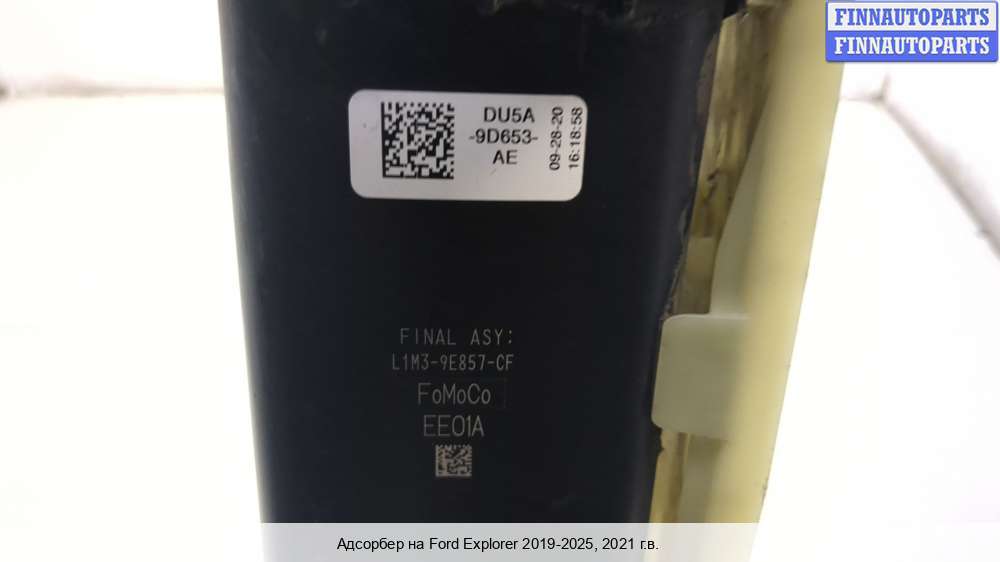 FINNAUTOPARTS
FINNAUTOPARTS
DU5A
-9D653-
AE
09-28-20
16:18:58
FINAL ASY:
L1M3-9E857-CF
FoMoCo
EE01A
Адсорбер на Ford Explorer 2019-2025, 2021 г.в.